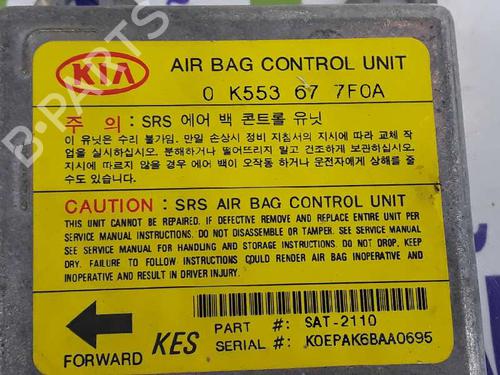 KIA
AIR BAG CONTROL UNIT
0 K553 67 7F0A
주 의 : SRS 에어 백 콘트롤 유닛
이 유닛은 수리 불가임. 만일 손상시 정비 지침서의 지시에 따라 교체 작
업을 실시하십시오. 분해하거나 떨어뜨리지 말고 건조하게 보관하십시오.
지시에 따르지 않을 경우 에어 백이 오작동 하거나 운전자에게 상해를 줄
수도 있습니다.
CAUTION : SRS AIR BAG CONTROL UNIT
THIS UNIT CANNOT BE REPAIRED. IF DEFECTIVE REMOVE AND REPLACE ENTIRE UNIT PER
SERVICE MANUAL INSTRUCTIONS. DO NOT DISASSEMBLE OR TAMPER. SEE SERVICE MANUAL
SEE SERVICE MANUAL FOR HANDLING AND STORAGE INSTRUCTIONS. DO NOT DROP. KEEP
DRY. FAILURE TO FOLLOW INSTRUCTIONS COULD RENDER AIR BAG INOPERATIVE AND
INOPERATIVE AND RESULT IN DRIVER INJURY.
FORWARD
KES
PART #: SAT-2110
SERIAL #: K0EPAK6BAA0695
B-PARTS